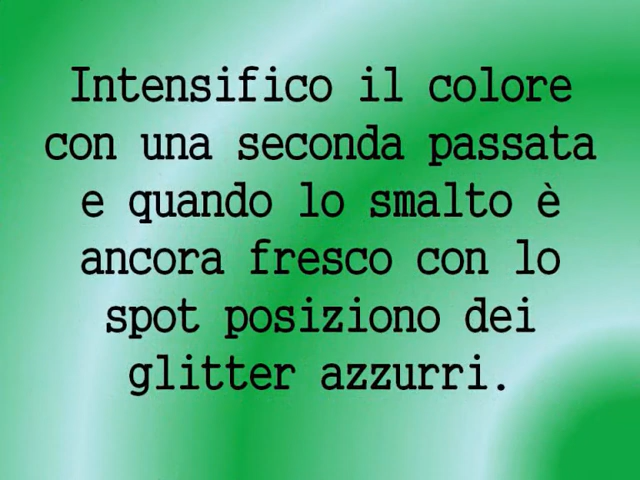 Intensifico il colore
con una seconda passata
e quando lo smalto è
ancora fresco con lo
spot posiziono dei
glitter azzurri.